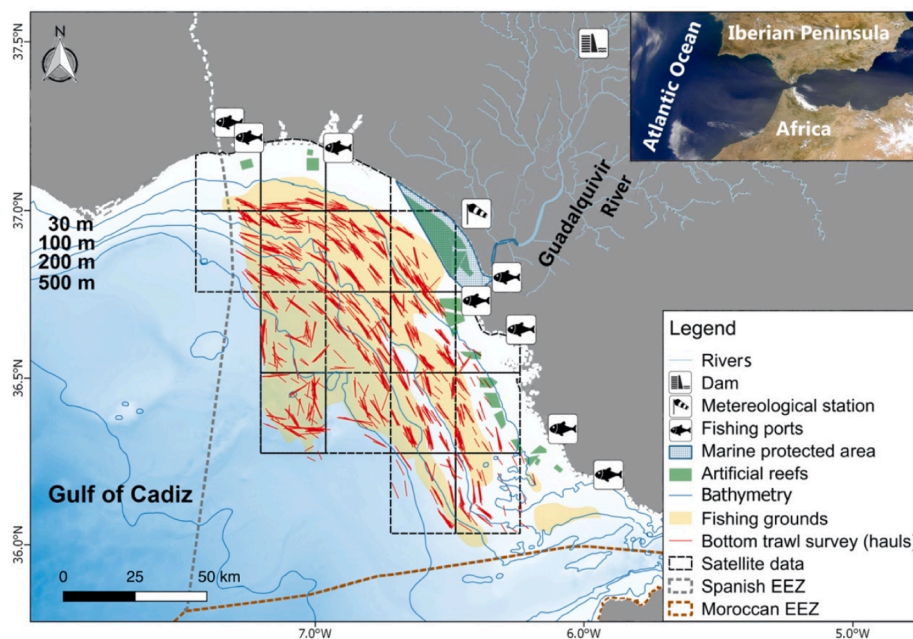 37.5°N
N
Iberian Peninsula
Atlantic Ocean
Africa
37.0°N
30 m
100 m
200 m
500 m
Guadalquivir
River
36.5°N
Gulf of Cadiz
36.0°N
0 25 50 km
7.0°W
6.0°W
5.0°W
Legend
Rivers
Dam
Metereological station
Fishing ports
Marine protected area
Artificial reefs
Bathymetry
Fishing grounds
Bottom trawl survey (hauls)
Satellite data
Spanish EEZ
Moroccan EEZ